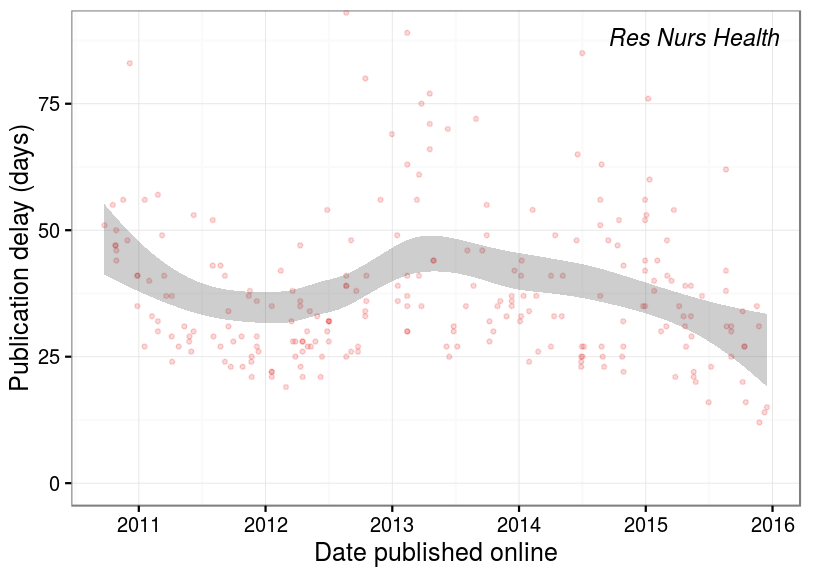 Res Nurs Health
Publication delay (days)
75
50
25
0
2011 2012 2013 2014 2015 2016
Date published online